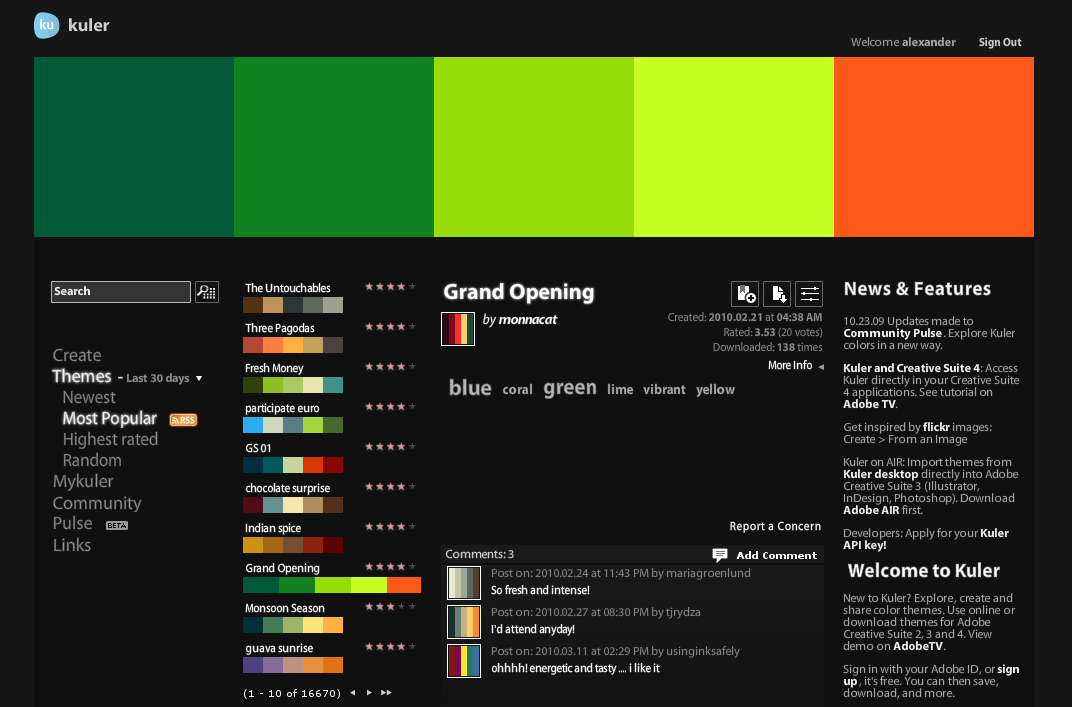 ku kuler
Welcome alexander Sign Out
Search
Create
Themes - Last 30 days
Newest
Most Popular RSS
Highest rated
Random
Mykuler
Community
Pulse BETA
Links
The Untouchables
Three Pagodas
Fresh Money
participate euro
GS 01
chocolate surprise
Indian spice
Grand Opening
Monsoon Season
guava sunrise
(1 - 10 of 16670)
Grand Opening
by monnacat
Created: 2010.02.21 at 04:38 AM
Rated: 3.53 (20 votes)
Downloaded: 138 times
More Info
blue coral green lime vibrant yellow
Report a Concern
Comments: 3 Add Comment
Post on: 2010.02.24 at 11:43 PM by mariagroenlund
So fresh and intense!
Post on: 2010.02.27 at 08:30 PM by tjrydza
I'd attend anyday!
Post on: 2010.03.11 at 02:29 PM by usinginksafely
ohhhh! energetic and tasty .... i like it
News & Features
10.23.09 Updates made to
Community Pulse. Explore Kuler
colors in a new way.
Kuler and Creative Suite 4: Access
Kuler directly in your Creative Suite
4 applications. See tutorial on
Adobe TV.
Get inspired by flickr images:
Create > From an Image
Kuler on AIR: Import themes from
Kuler desktop directly into Adobe
Creative Suite 3 (Illustrator,
InDesign, Photoshop). Download
Adobe AIR first.
Developers: Apply for your Kuler
API key!
Welcome to Kuler
New to Kuler? Explore, create and
share color themes. Use online or
download themes for Adobe
Creative Suite 2, 3 and 4. View
demo on AdobeTV.
Sign in with your Adobe ID, or sign
up, it's free. You can then save,
download, and more.